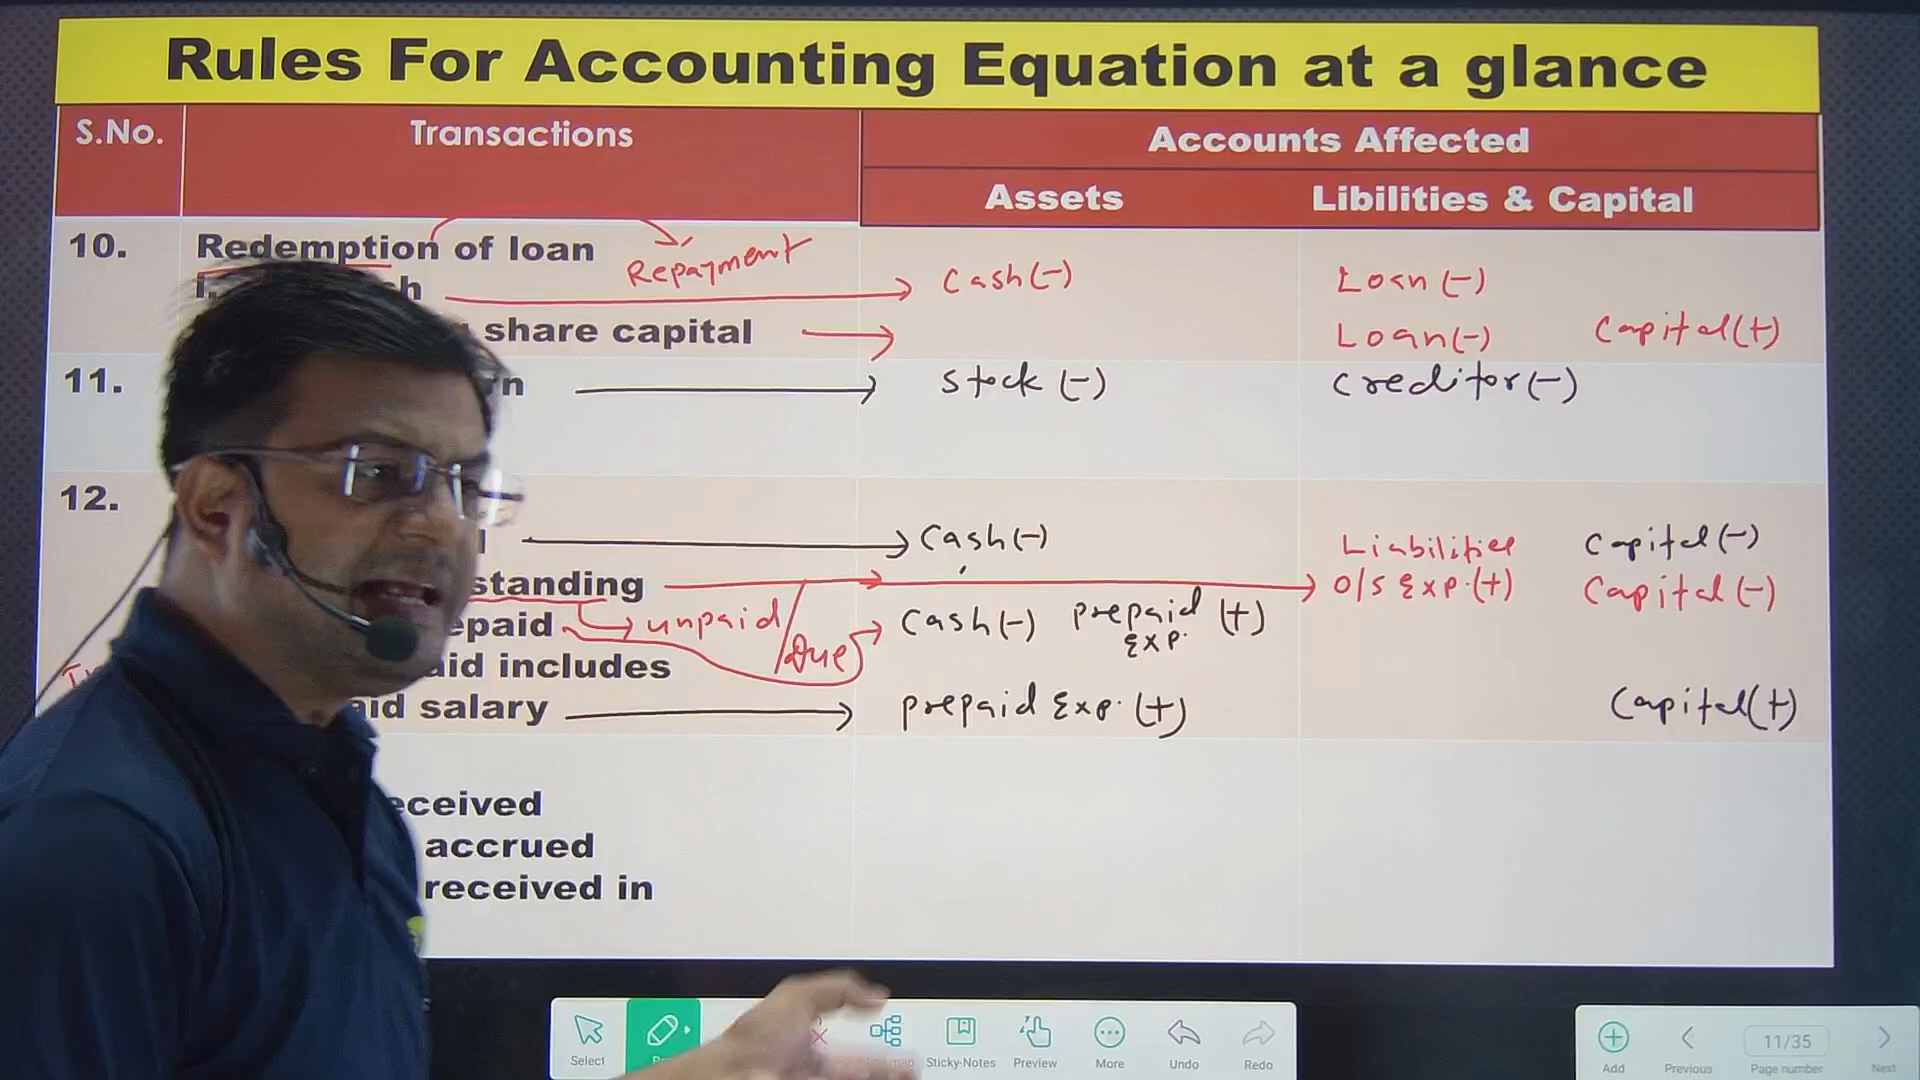 Rules For Accounting Equation at a glance
S.No. Transactions Accounts Affected
Assets Libilities & Capital
10. Redemption of loan Repayment
Cash (-) Loan (-)
share capital Loan (-) Capital (+)
11. Stock (-) Creditor (-)
12.
Cash (-) Liabilities Capital (-)
standing O/S Exp. (+) Capital (-)
epaid unpaid/Due Cash (-) prepaid Exp. (+)
aid includes
aid salary prepaid Exp. (+) Capital (+)
eceived
accrued
received in
Select Sticky-Notes Preview More Undo Redo
Add Previous 11/35 Page number Next